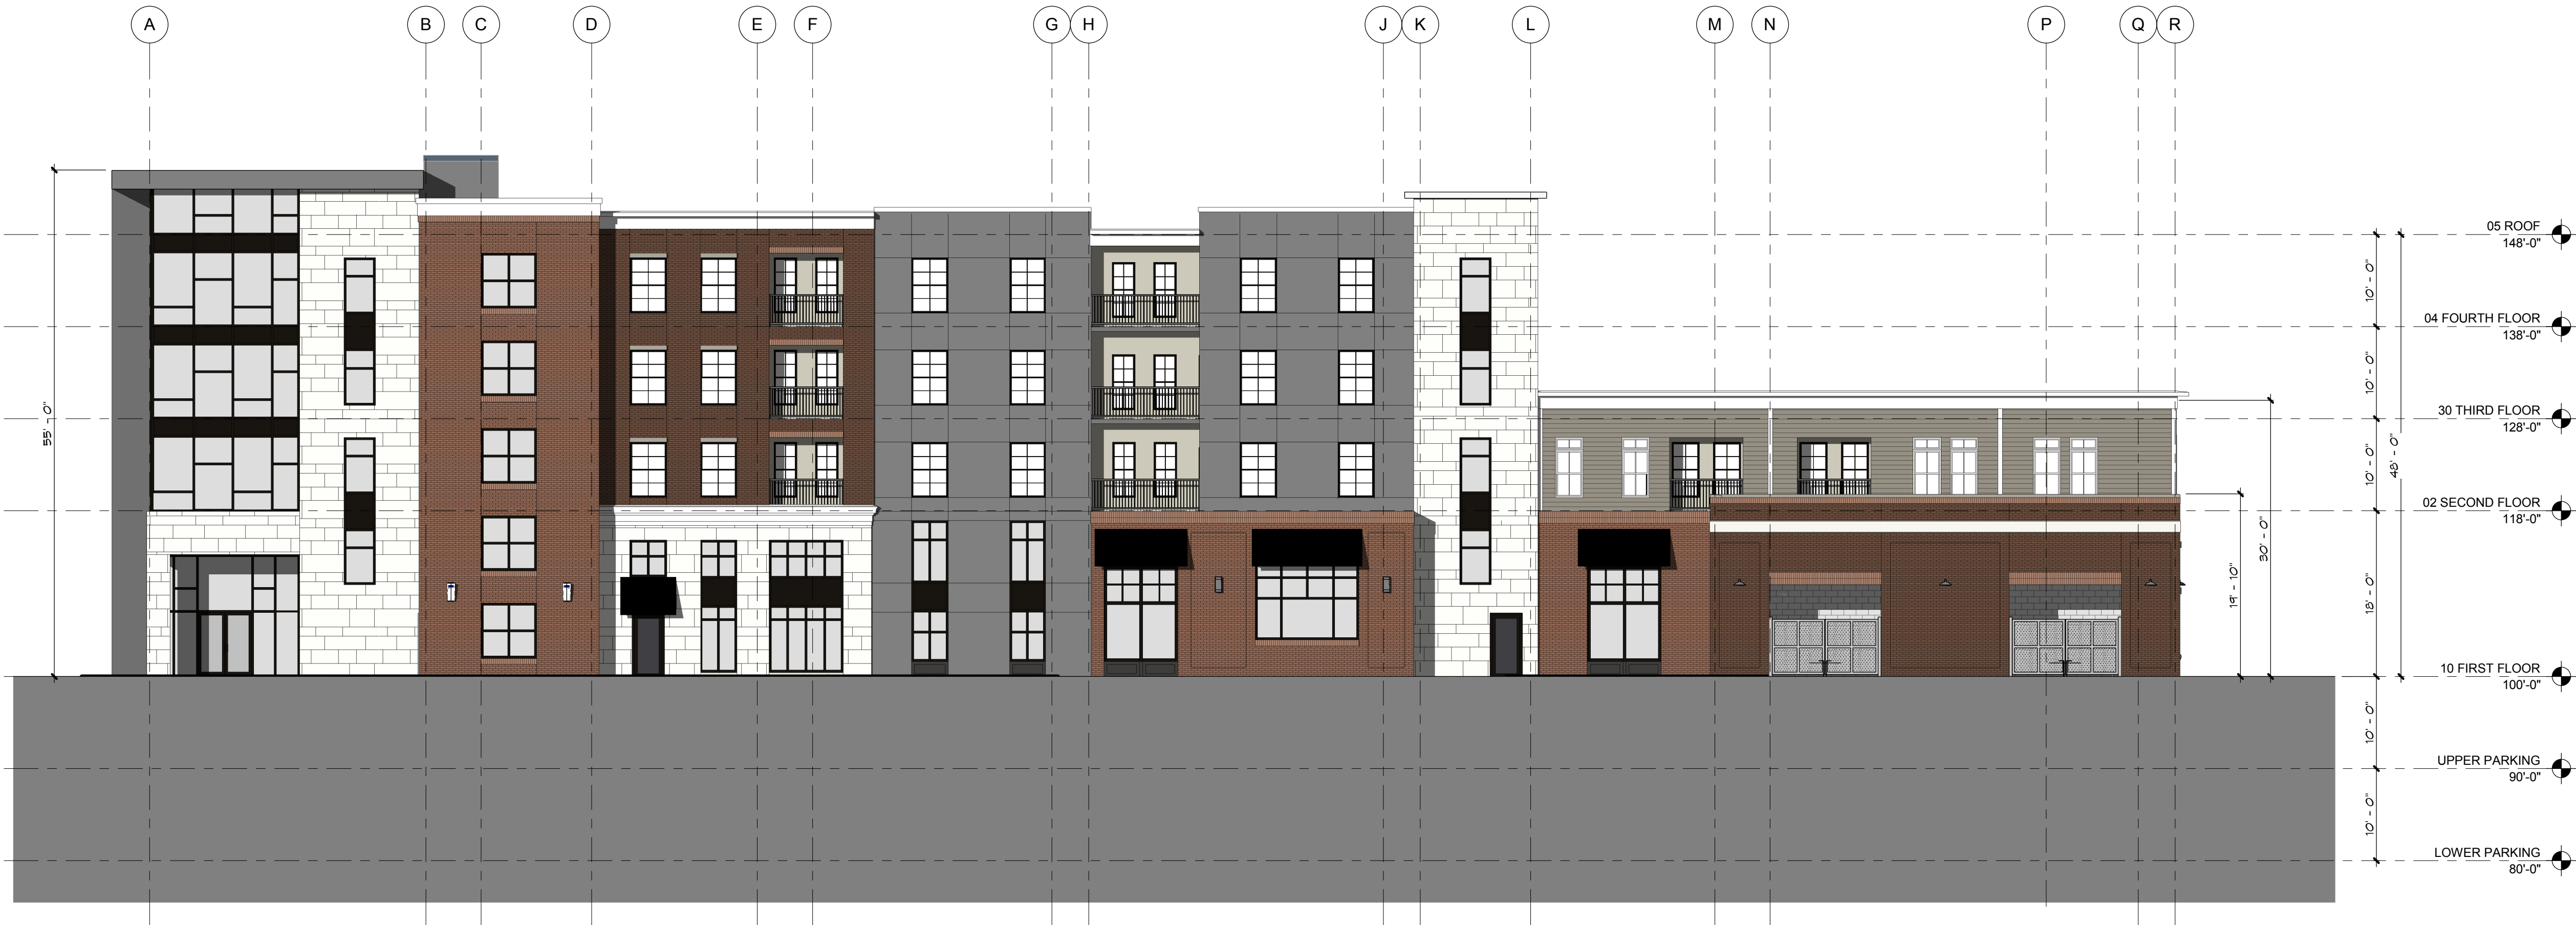 A
B
C
D
E
F
G
H
J
K
L
M
N
P
Q
R
05 ROOF
148'-0"
04 FOURTH FLOOR
138'-0"
30 THIRD FLOOR
128'-0"
02 SECOND FLOOR
118'-0"
10 FIRST FLOOR
100'-0"
UPPER PARKING
90'-0"
LOWER PARKING
80'-0"
55' - 0"
19' - 10"
30' - 0"
10' - 0"
10' - 0"
10' - 0"
18' - 0"
10' - 0"
10' - 0"
48' - 0"